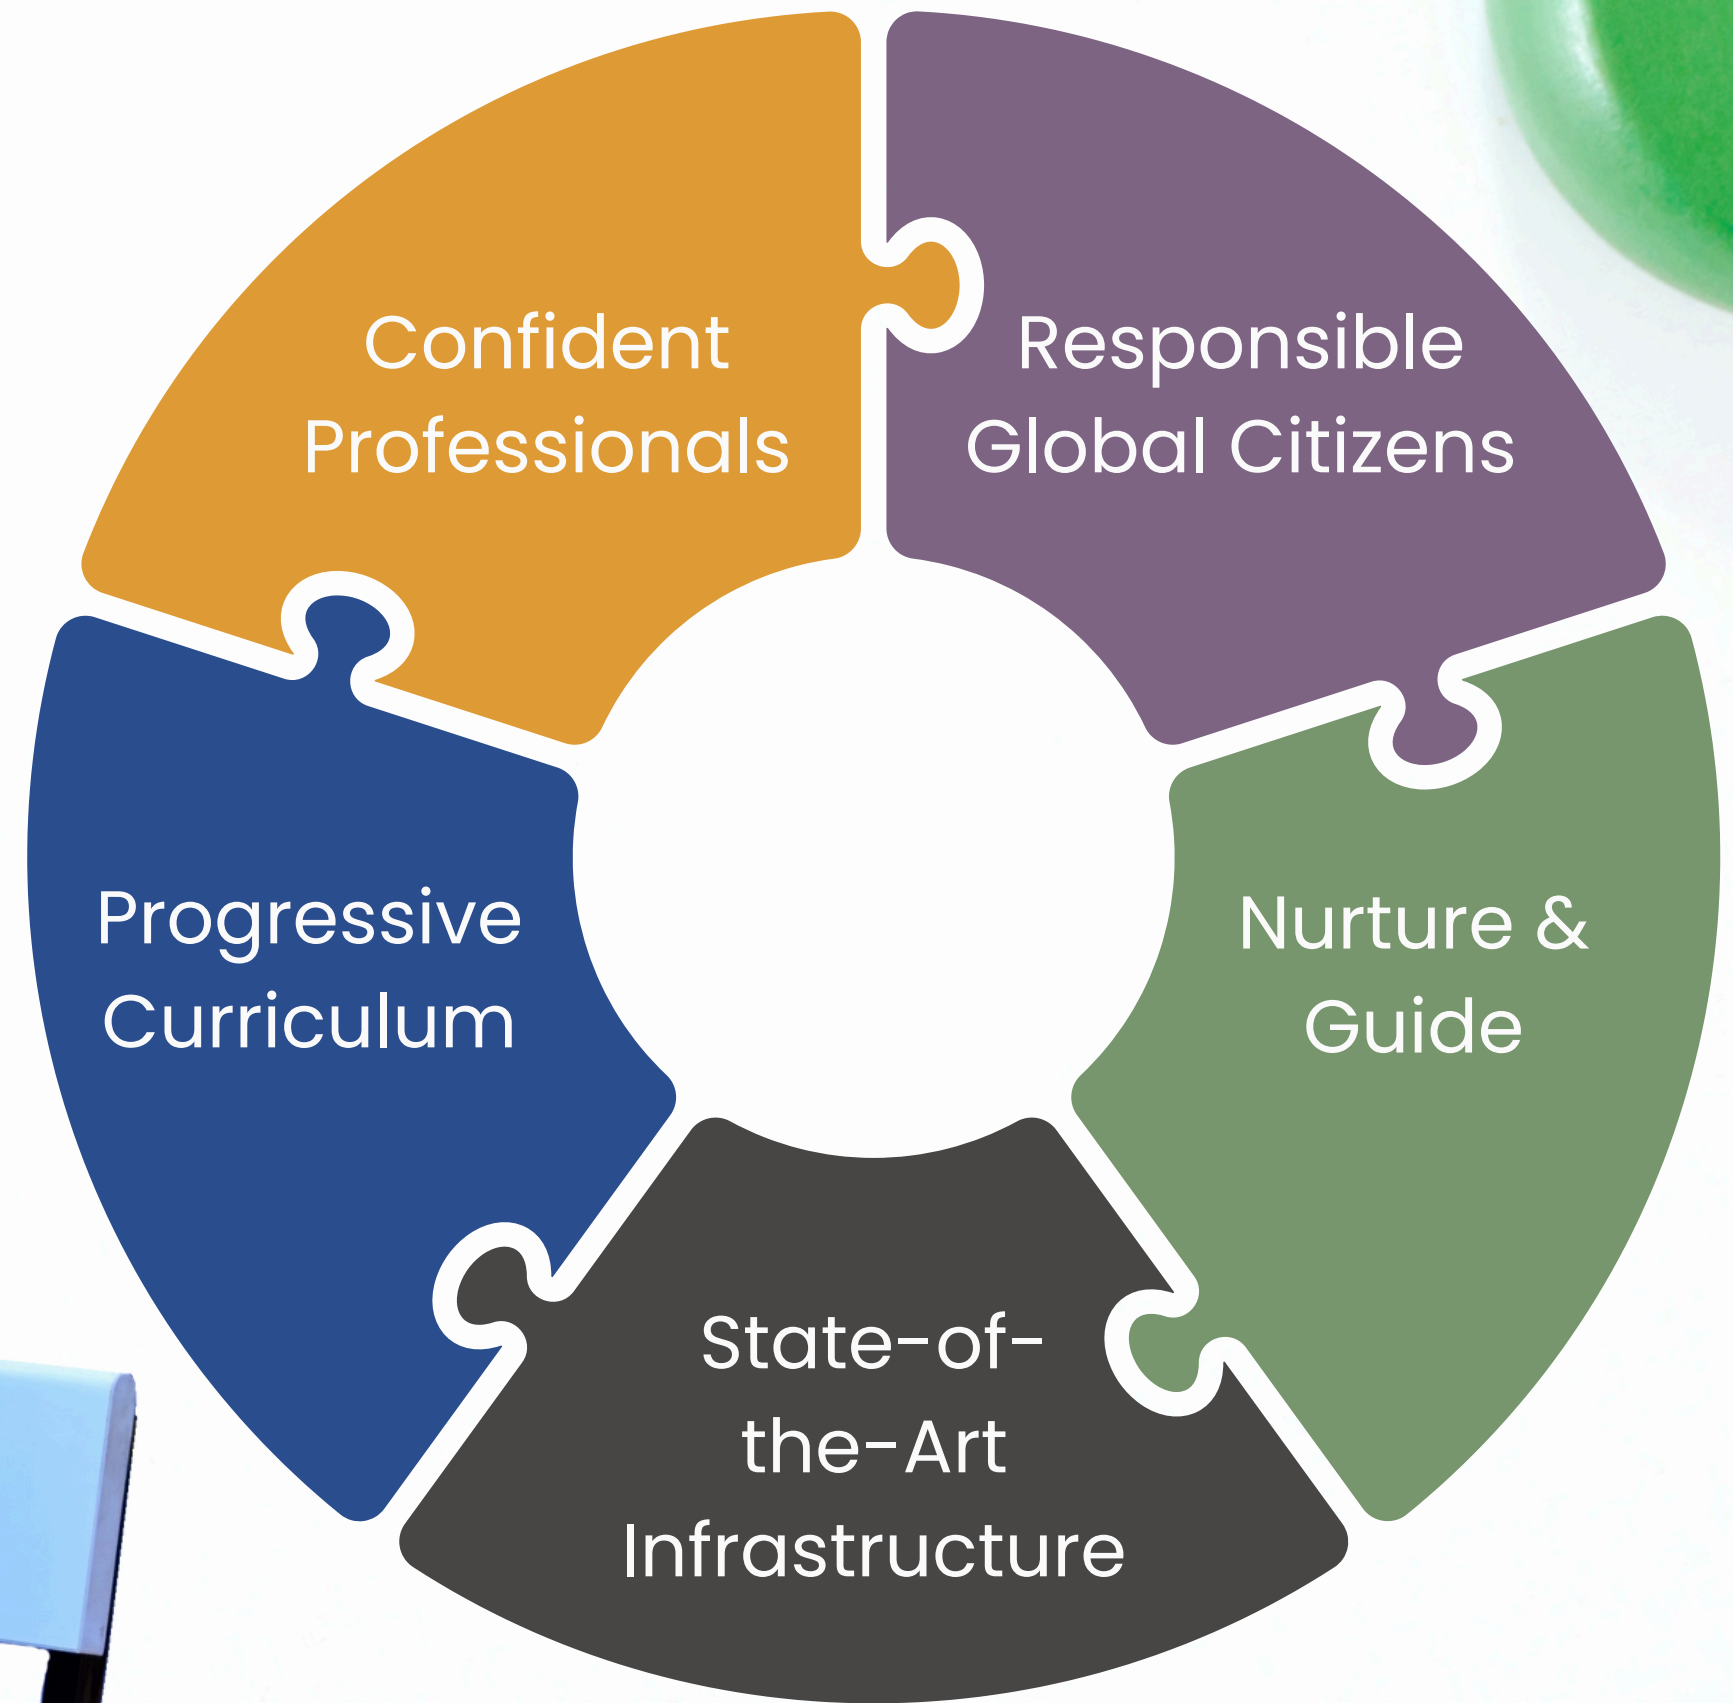 Confident
Professionals
Responsible
Global Citizens
Progressive
Curriculum
Nurture &
Guide
State-of-
the-Art
Infrastructure